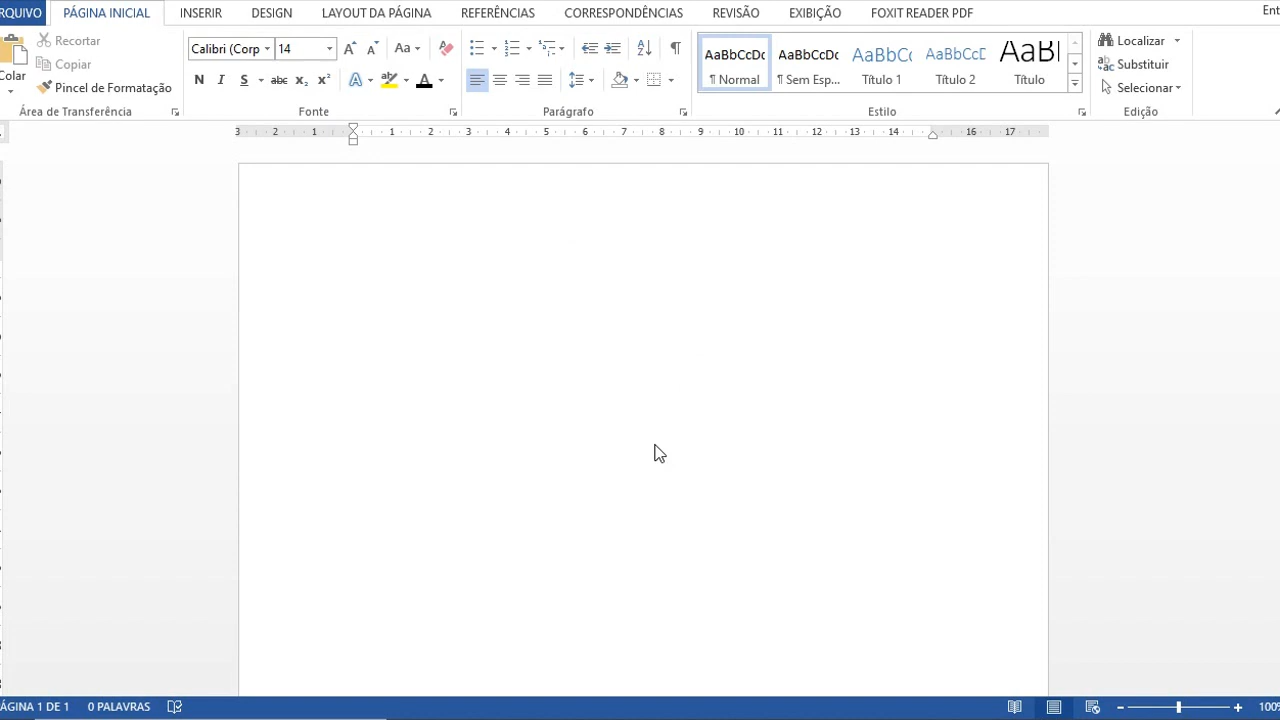 RQUIVO PÁGINA INICIAL INSERIR DESIGN LAYOUT DA PÁGINA REFERÊNCIAS CORRESPONDÊNCIAS REVISÃO EXIBIÇÃO FOXIT READER PDF Ent
Colar
Recortar
Copiar
Pincel de Formatação
Área de Transferência
Calibri (Corp 14 Aa
N I S abc x₂ x² A A
Fonte
Parágrafo
AaBbCcDc AaBbCcDc AaBbC( AaBbCcD AaBl
¶ Normal ¶ Sem Esp... Título 1 Título 2 Título
Estilo
Localizar
Substituir
Selecionar
Edição
3 2 1 1 2 3 4 5 6 7 8 9 10 11 12 13 14 16 17
ÁGINA 1 DE 1 0 PALAVRAS 100%